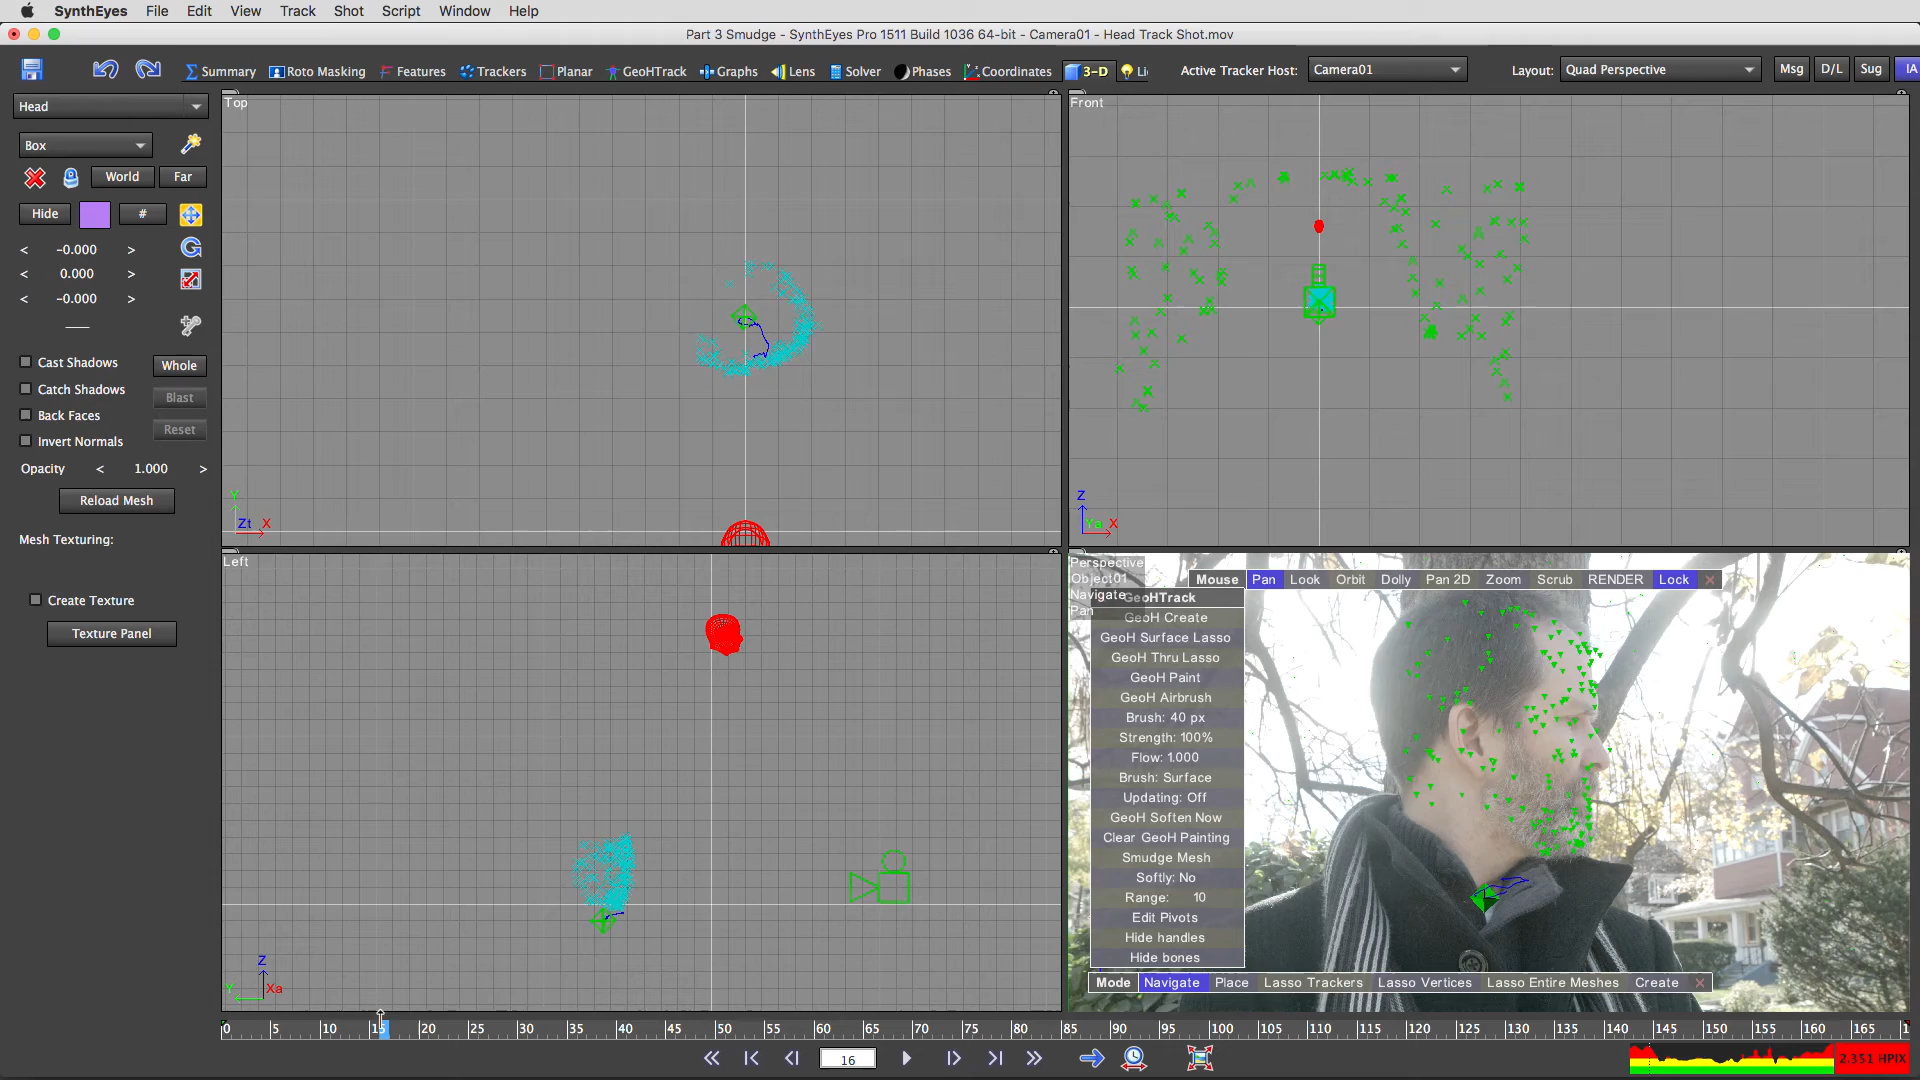 SynthEyes File Edit View Track Shot Script Window Help
Part 3 Smudge - SynthEyes Pro 1511 Build 1036 64-bit - Camera01 - Head Track Shot.mov
Summary Roto Masking Features Trackers Planar GeoHTrack Graphs Lens Solver Phases Coordinates 3-D Li Active Tracker Host: Camera01 Layout: Quad Perspective Msg D/L Sug IA
Head
Box
World Far
Hide #
< -0.000 >
< 0.000 >
< -0.000 >
Cast Shadows Whole
Catch Shadows Blast
Back Faces
Invert Normals Reset
Opacity < 1.000 >
Reload Mesh
Mesh Texturing:
Create Texture
Texture Panel
Top
Y
Zt X
Front
Z
Ya X
Left
Z
Y Xa
Perspective
Object01
Navigate
Pan
Mouse Pan Look Orbit Dolly Pan 2D Zoom Scrub RENDER Lock
GeoHTrack
GeoH Create
GeoH Surface Lasso
GeoH Thru Lasso
GeoH Paint
GeoH Airbrush
Brush: 40 px
Strength: 100%
Flow: 1.000
Brush: Surface
Updating: Off
GeoH Soften Now
Clear GeoH Painting
Smudge Mesh
Softly: No
Range: 10
Edit Pivots
Hide handles
Hide bones
Mode Navigate Place Lasso Trackers Lasso Vertices Lasso Entire Meshes Create
0 5 10 15 20 25 30 35 40 45 50 55 60 65 70 75 80 85 90 95 100 105 110 115 120 125 130 135 140 145 150 155 160 165
16
2.351 HPIX